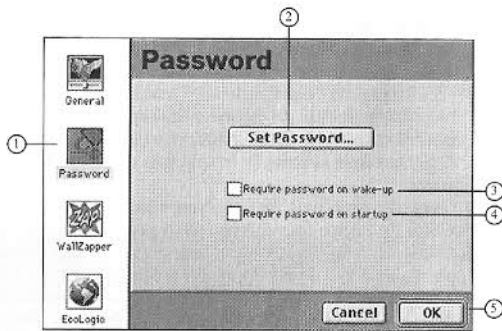 2
Password
General
1
Password
Set Password...
Require password on wake-up
3
Require password on startup
4
ZAP
WallZapper
EcoLogic
Cancel
OK
5